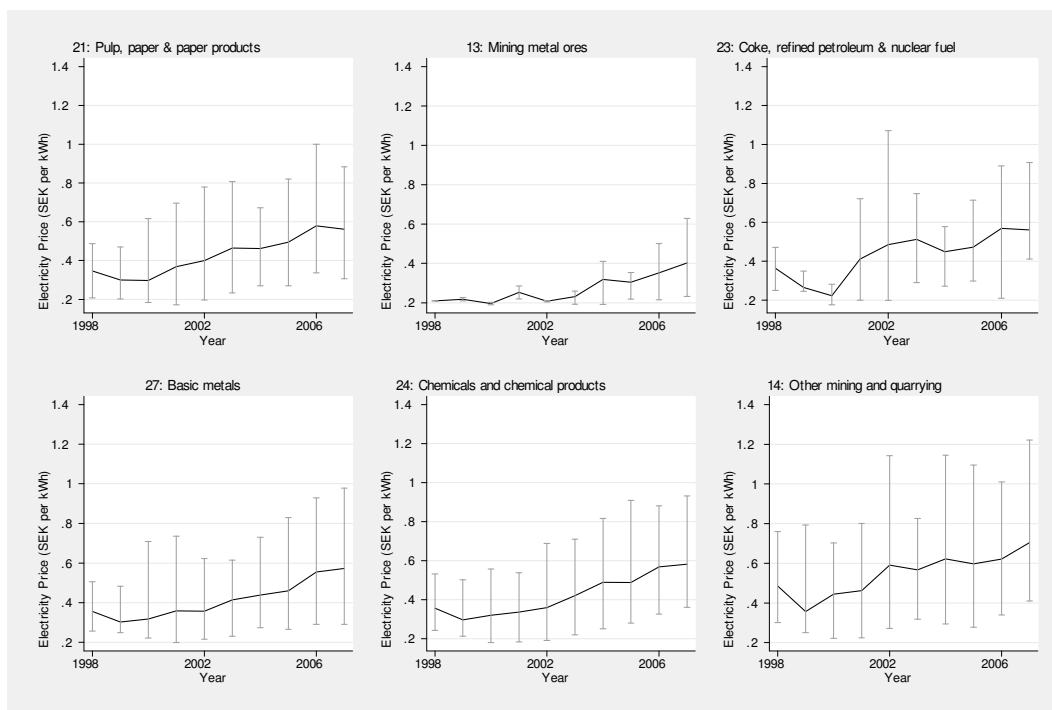 21: Pulp, paper & paper products
Electricity Price (SEK per kWh)
1.4
1.2
1
.8
.6
.4
.2
1998 2002 2006
Year
13: Mining metal ores
Electricity Price (SEK per kWh)
1.4
1.2
1
.8
.6
.4
.2
1998 2002 2006
Year
23: Coke, refined petroleum & nuclear fuel
Electricity Price (SEK per kWh)
1.4
1.2
1
.8
.6
.4
.2
1998 2002 2006
Year
27: Basic metals
Electricity Price (SEK per kWh)
1.4
1.2
1
.8
.6
.4
.2
1998 2002 2006
Year
24: Chemicals and chemical products
Electricity Price (SEK per kWh)
1.4
1.2
1
.8
.6
.4
.2
1998 2002 2006
Year
14: Other mining and quarrying
Electricity Price (SEK per kWh)
1.4
1.2
1
.8
.6
.4
.2
1998 2002 2006
Year